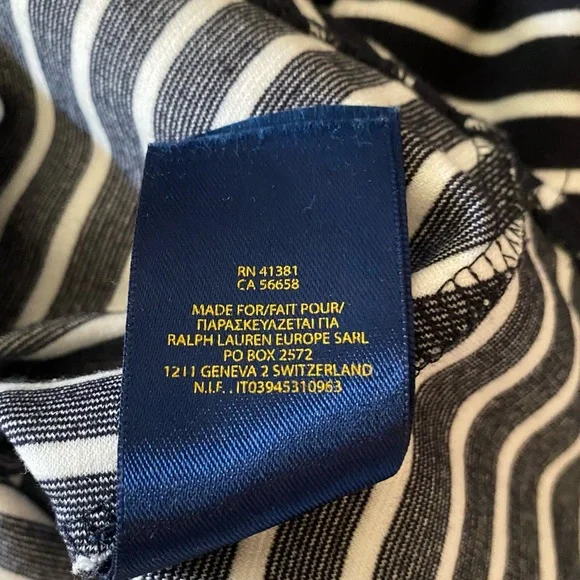 RN 41381
CA 56658
MADE FOR/FAIT POUR/
ΠΑΡΑΣΚΕΥΑΖΕΤΑΙ ΓΙΑ
RALPH LAUREN EUROPE SARL
PO BOX 2572
1211 GENEVA 2 SWITZERLAND
N.I.F. . IT03945310963